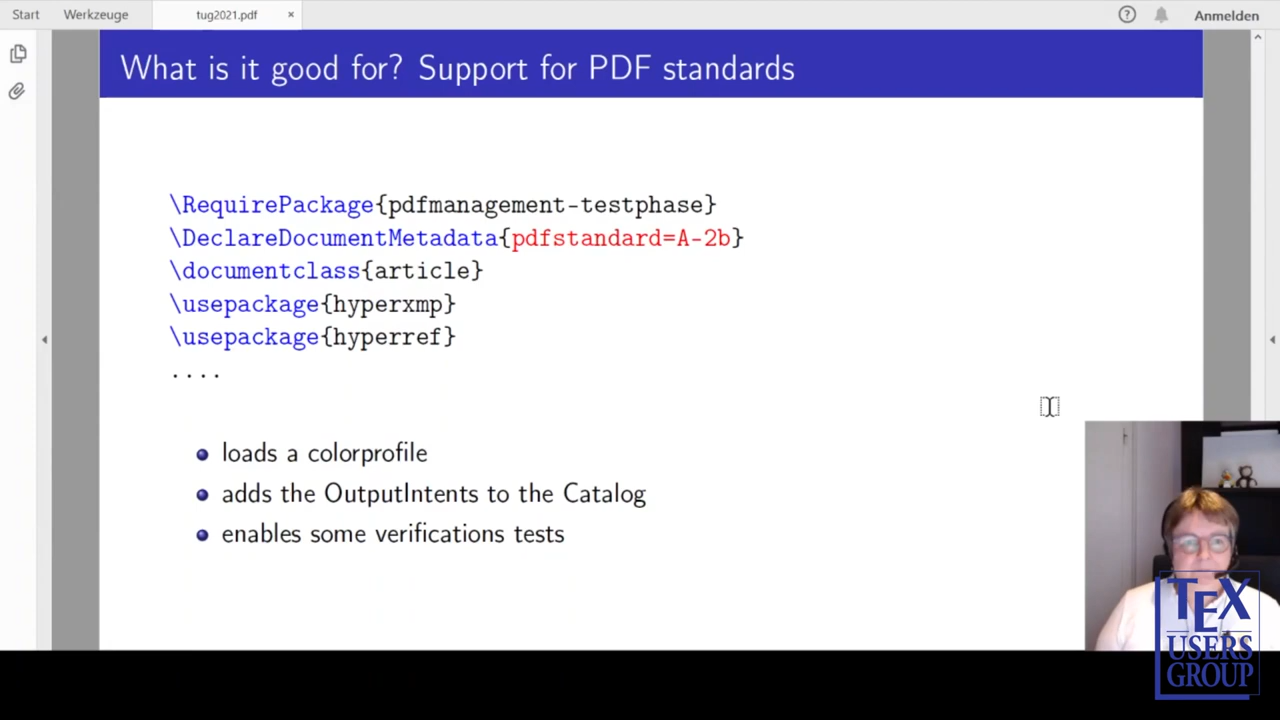 Start Werkzeuge tug2021.pdf × ? Anmelden
What is it good for? Support for PDF standards
\RequirePackage{pdfmanagement-testphase}
\DeclareDocumentMetadata{pdfstandard=A-2b}
\documentclass{article}
\usepackage{hyperxmp}
\usepackage{hyperref}
....
loads a colorprofile
adds the OutputIntents to the Catalog
enables some verifications tests
TEX
USERS
GROUP